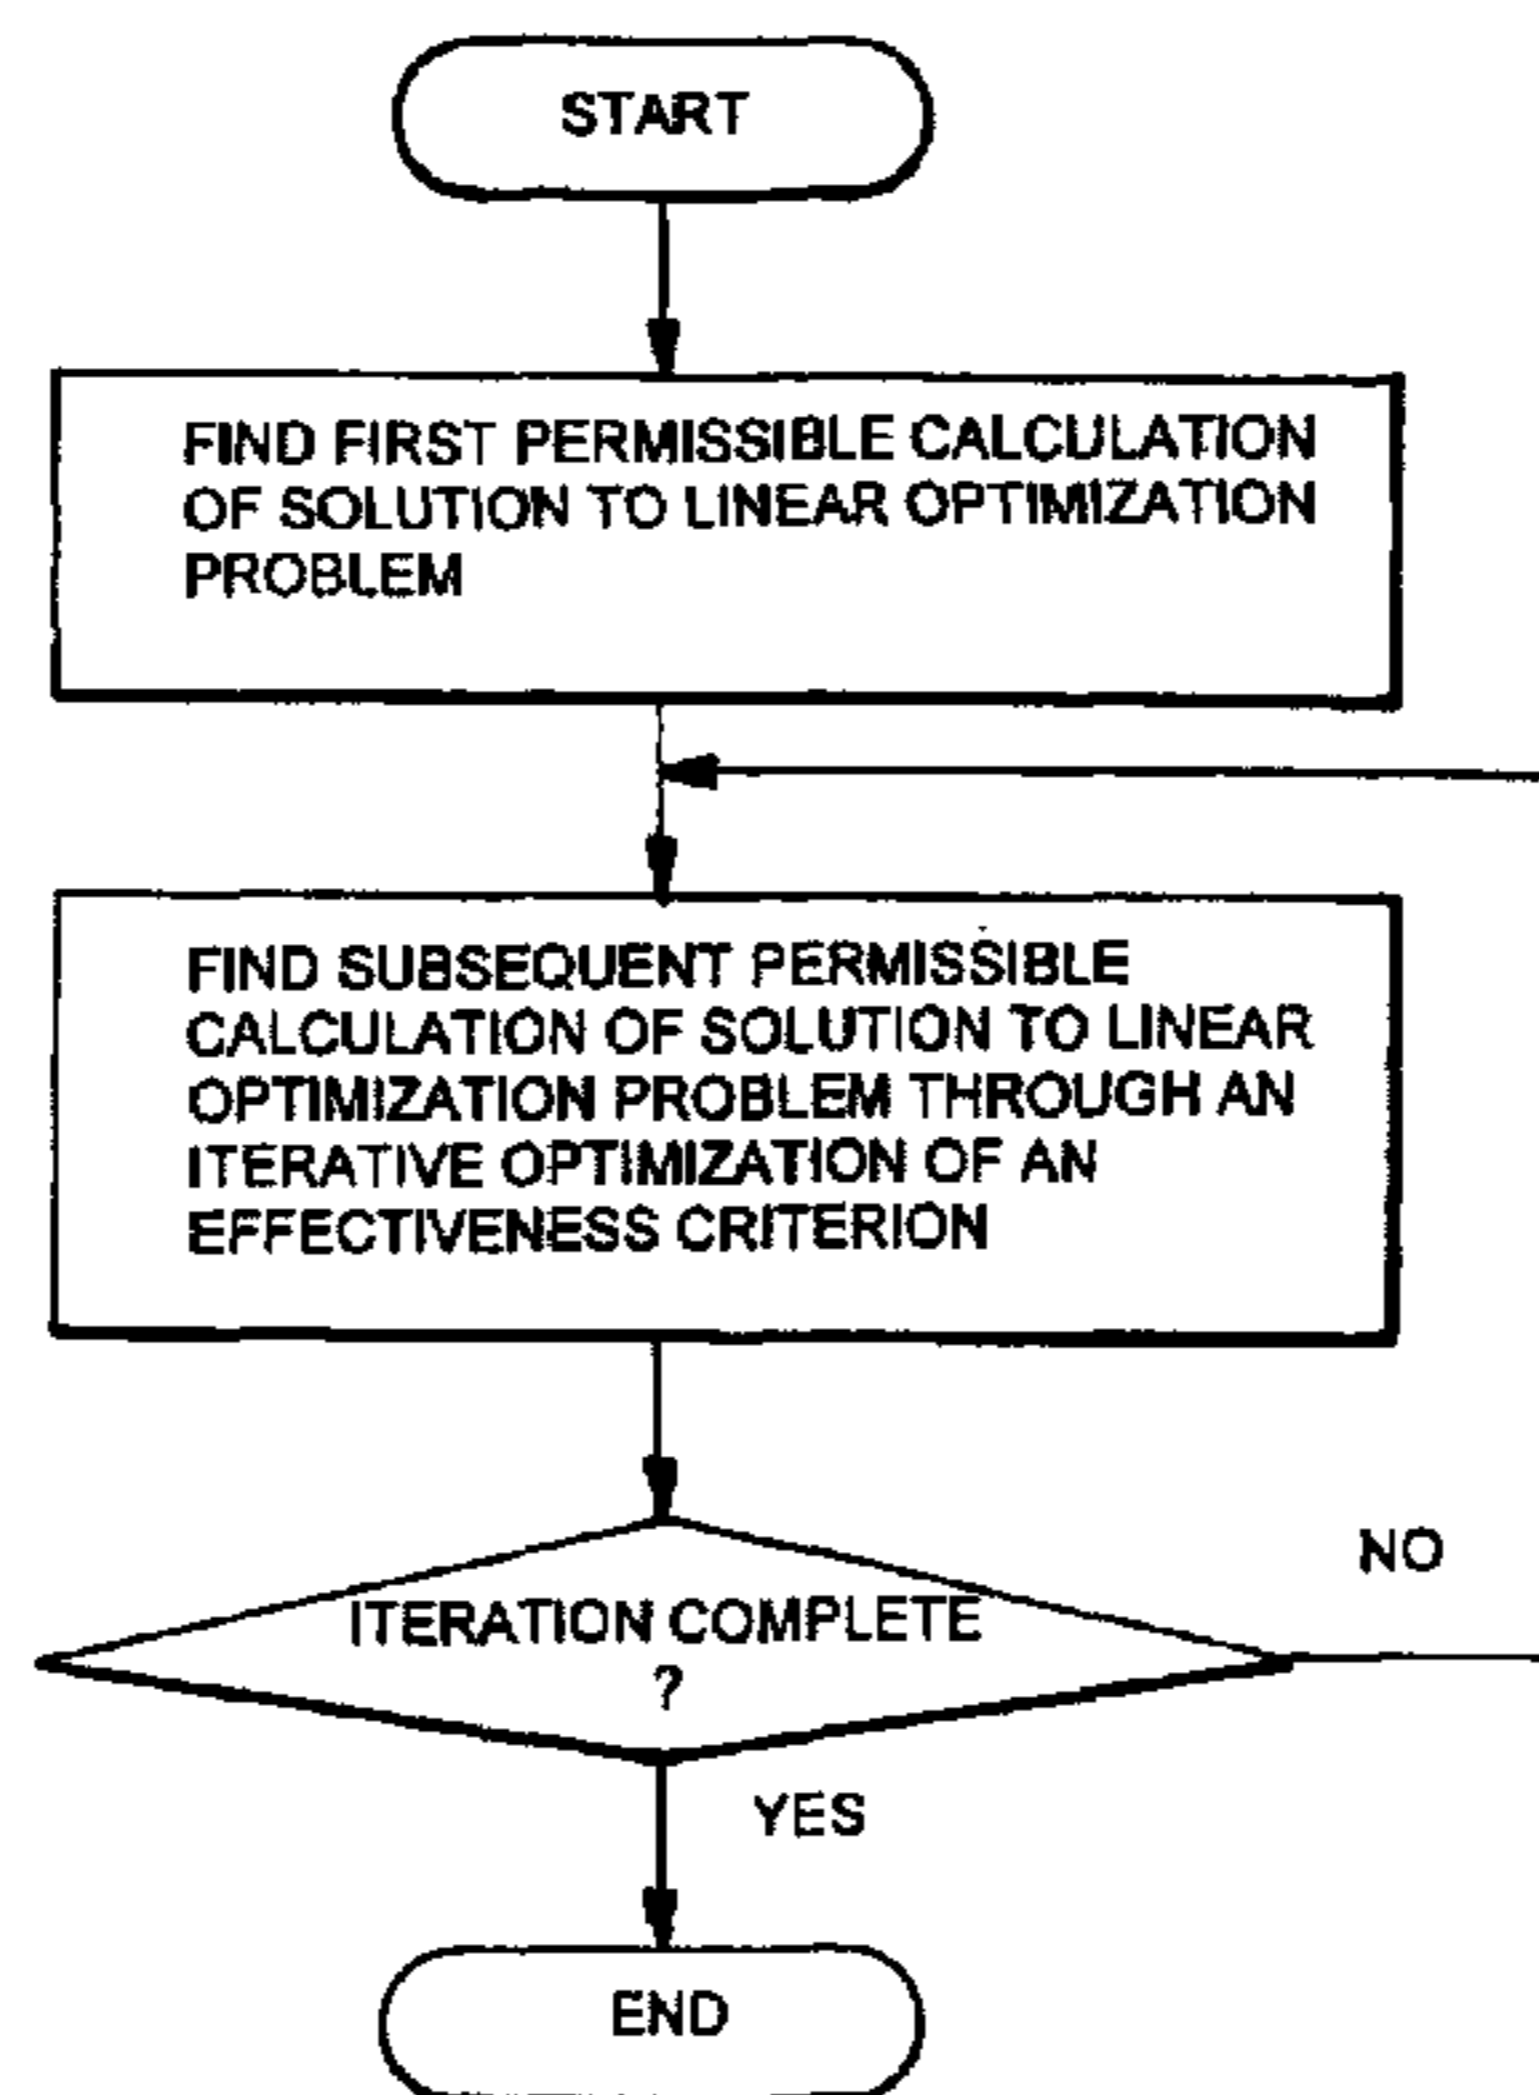 START
FIND FIRST PERMISSIBLE CALCULATION
OF SOLUTION TO LINEAR OPTIMIZATION
PROBLEM
FIND SUBSEQUENT PERMISSIBLE
CALCULATION OF SOLUTION TO LINEAR
OPTIMIZATION PROBLEM THROUGH AN
ITERATIVE OPTIMIZATION OF AN
EFFECTIVENESS CRITERION
ITERATION COMPLETE
?
NO
YES
END